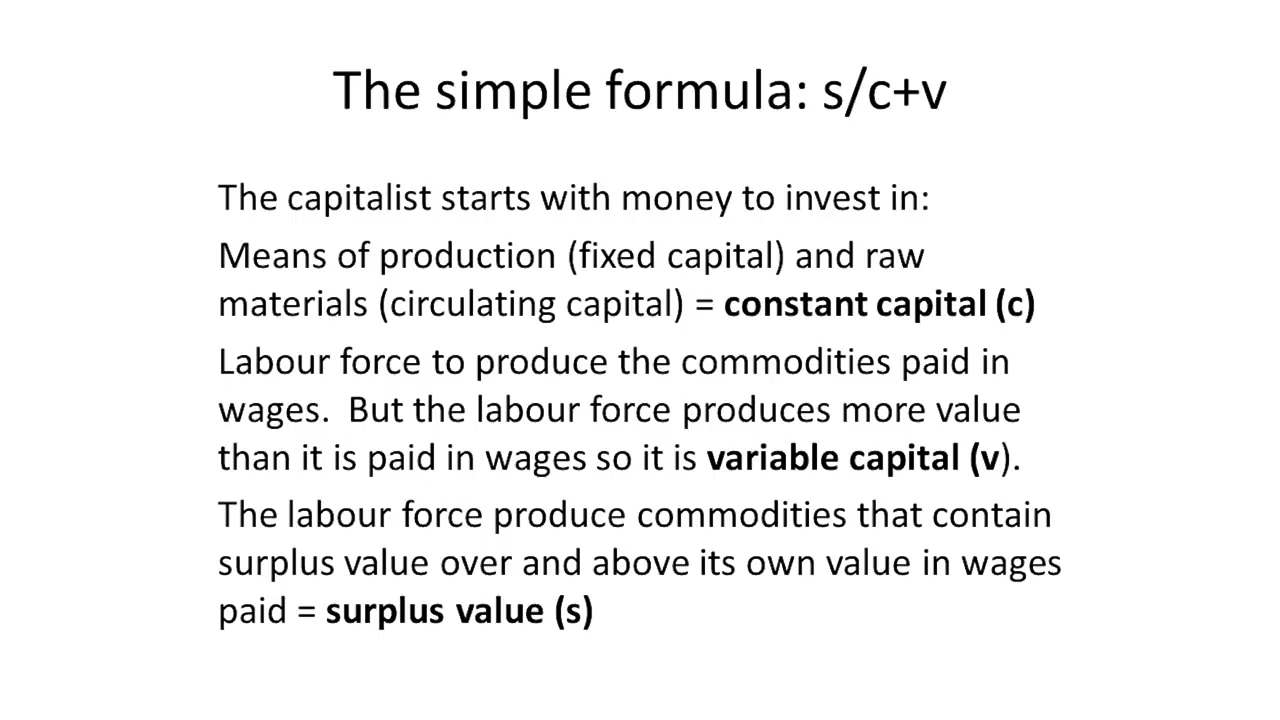 The simple formula: s/c+v
The capitalist starts with money to invest in:
Means of production (fixed capital) and raw
materials (circulating capital) = constant capital (c)
Labour force to produce the commodities paid in
wages.  But the labour force produces more value
than it is paid in wages so it is variable capital (v).
The labour force produce commodities that contain
surplus value over and above its own value in wages
paid = surplus value (s)